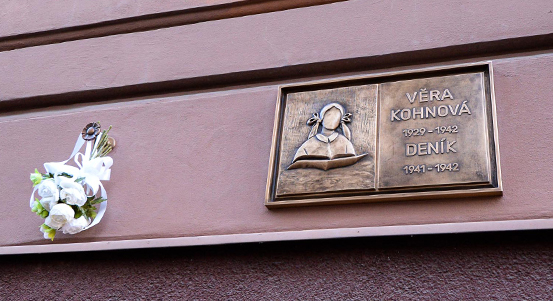 VĚRA
KOHNOVÁ
1929 - 1942
DENÍK
1941 - 1942